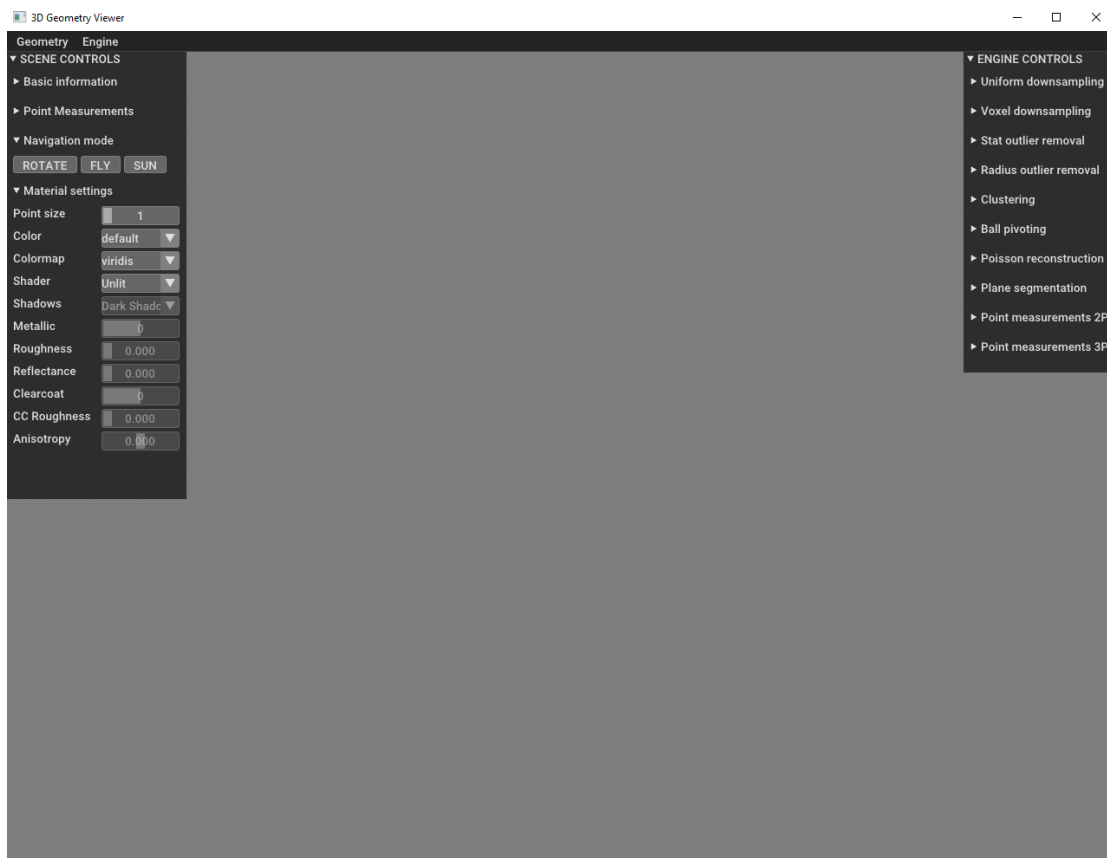 3D Geometry Viewer
Geometry Engine
SCENE CONTROLS
Basic information
Point Measurements
Navigation mode
ROTATE FLY SUN
Material settings
Point size 1
Color default
Colormap viridis
Shader Unlit
Shadows Dark Shadc
Metallic 0
Roughness 0.000
Reflectance 0.000
Clearcoat 0
CC Roughness 0.000
Anisotropy 0.000
ENGINE CONTROLS
Uniform downsampling
Voxel downsampling
Stat outlier removal
Radius outlier removal
Clustering
Ball pivoting
Poisson reconstruction
Plane segmentation
Point measurements 2P
Point measurements 3P